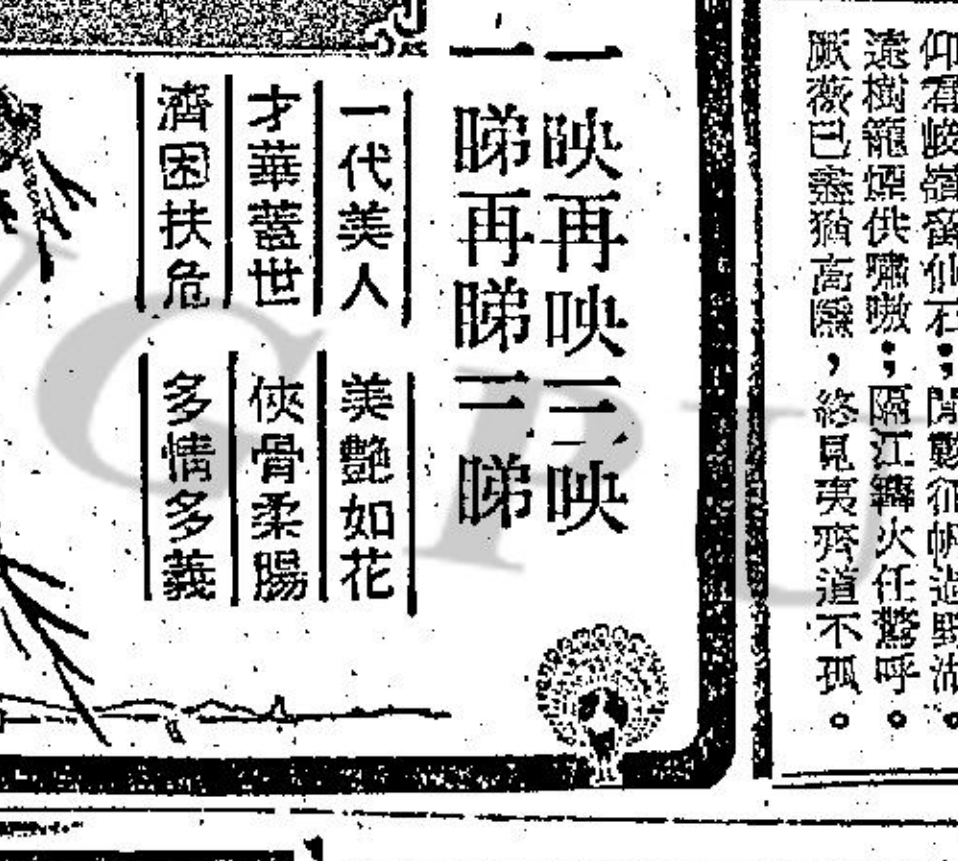 遠樹籠煙供嘯嗷；隔江鑼火任驚呼。
蕨薇已盡猶高隱，終見夷齊道不孤。
一映再映三映
一睇再睇三睇
一代美人 美艷如花
才華蓋世 俠骨柔腸
濟困扶危 多情多義